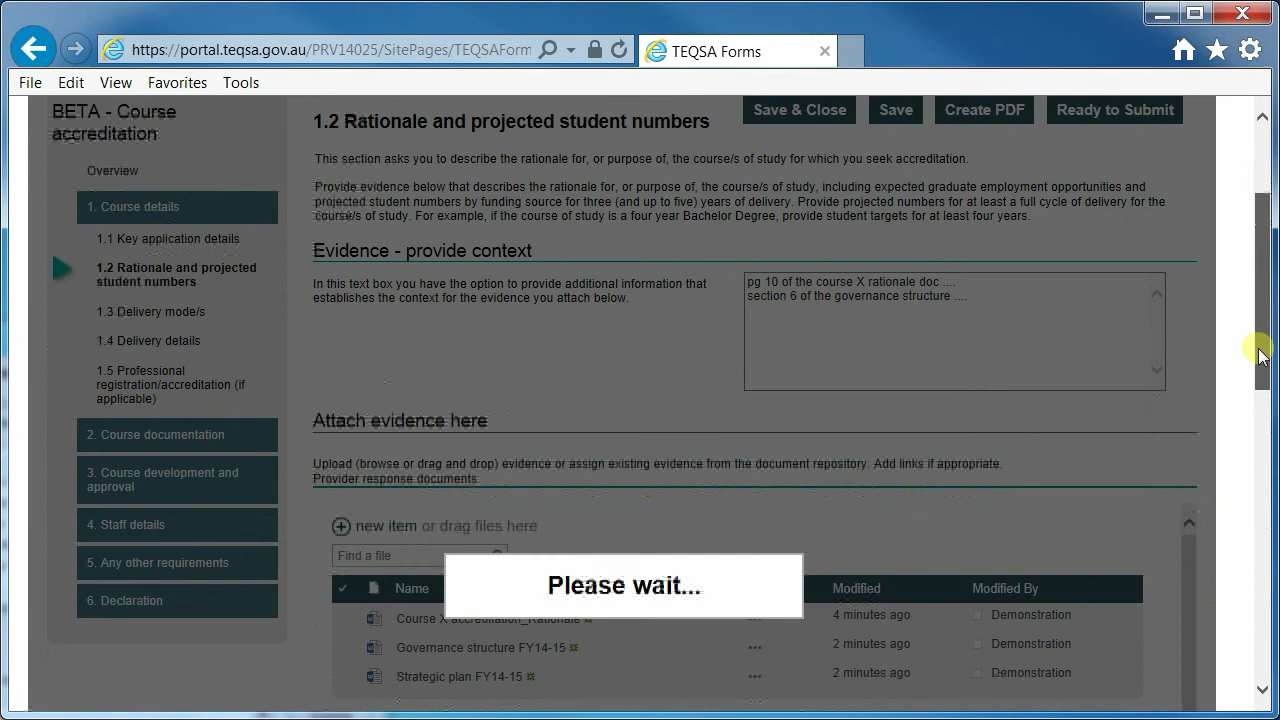 https://portal.teqsa.gov.au/PRV14025/SitePages/TEQSAForm
TEQSA Forms
File Edit View Favorites Tools
BETA - Course
accreditation
Overview
1. Course details
1.1 Key application details
1.2 Rationale and projected
student numbers
1.3 Delivery mode/s
1.4 Delivery details
1.5 Professional
registration/accreditation (if
applicable)
2. Course documentation
3. Course development and
approval
4. Staff details
5. Any other requirements
6. Declaration
Save & Close Save Create PDF Ready to Submit
1.2 Rationale and projected student numbers
This section asks you to describe the rationale for, or purpose of, the course/s of study for which you seek accreditation.
Provide evidence below that describes the rationale for, or purpose of, the course/s of study, including expected graduate employment opportunities and
projected student numbers by funding source for three (and up to five) years of delivery. Provide projected numbers for at least a full cycle of delivery for the
course/s of study. For example, if the course of study is a four year Bachelor Degree, provide student targets for at least four years.
Evidence - provide context
In this text box you have the option to provide additional information that
establishes the context for the evidence you attach below.
pg 10 of the course X rationale doc ....
section 6 of the governance structure ....
Attach evidence here
Upload (browse or drag and drop) evidence or assign existing evidence from the document repository. Add links if appropriate.
Provider response documents
new item or drag files here
Find a file
Please wait...
Name Modified Modified By
Course X accreditation_Rationale ... 4 minutes ago Demonstration
Governance structure FY14-15 ... 2 minutes ago Demonstration
Strategic plan FY14-15 ... 2 minutes ago Demonstration